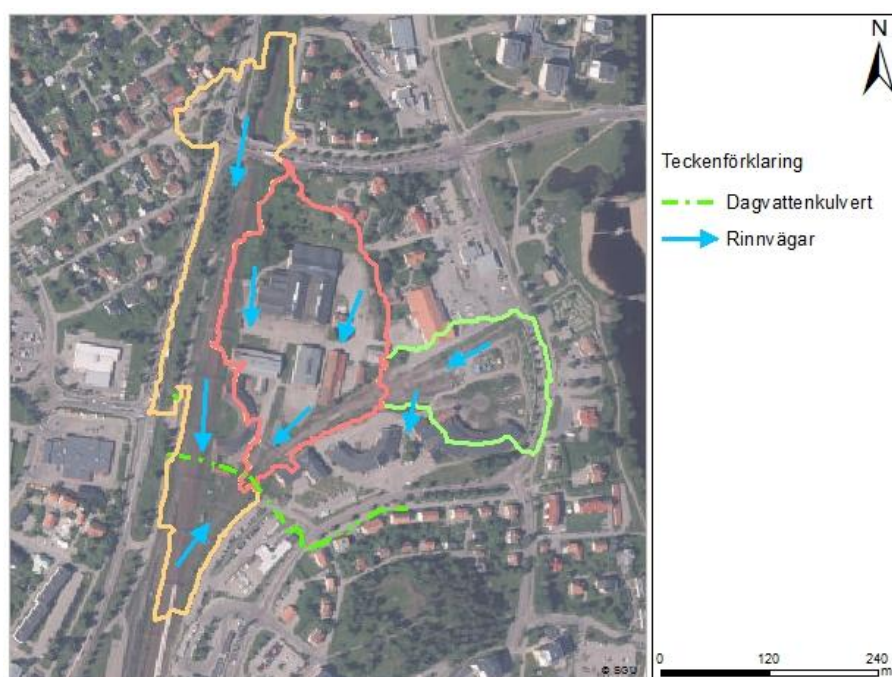 N
Teckenförklaring
Dagvattenkulvert
Rinnvägar
0 120 240
m
© SGU